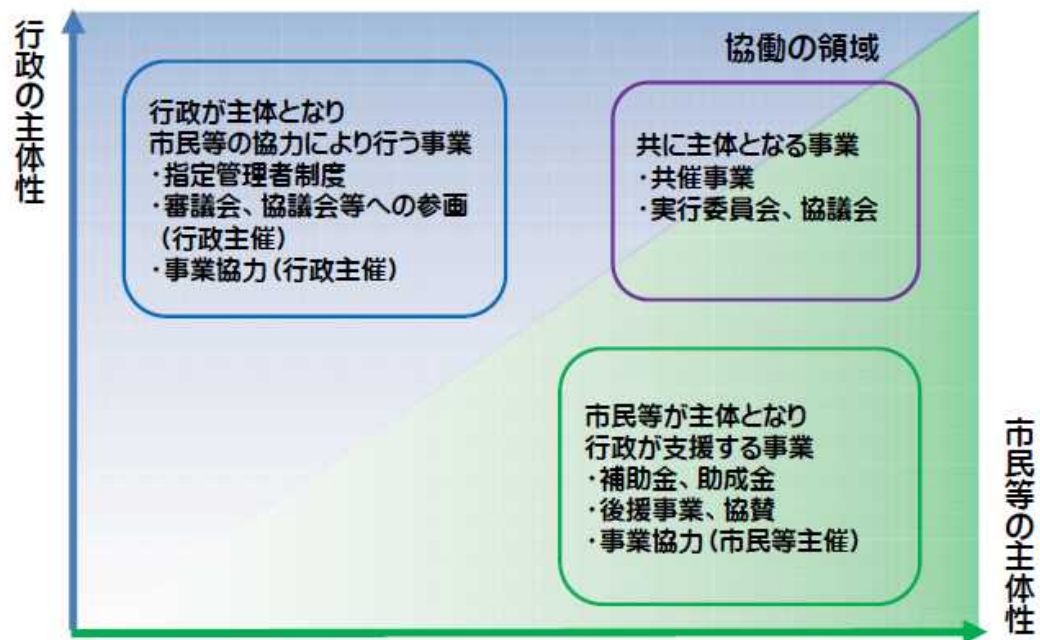 行政の主体性
協働の領域
行政が主体となり
市民等の協力により行う事業
・指定管理者制度
・審議会、協議会等への参画
(行政主催)
・事業協力(行政主催)
共に主体となる事業
・共催事業
・実行委員会、協議会
市民等が主体となり
行政が支援する事業
・補助金、助成金
・後援事業、協賛
・事業協力(市民等主催)
市民等の主体性